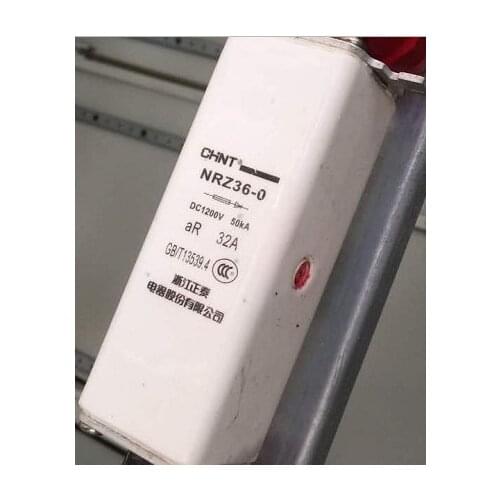 CHNT
NRZ36-0
DC1200V 50kA
aR 32A
GB/T13539.4
CCC
浙江正泰
电器股份有限公司